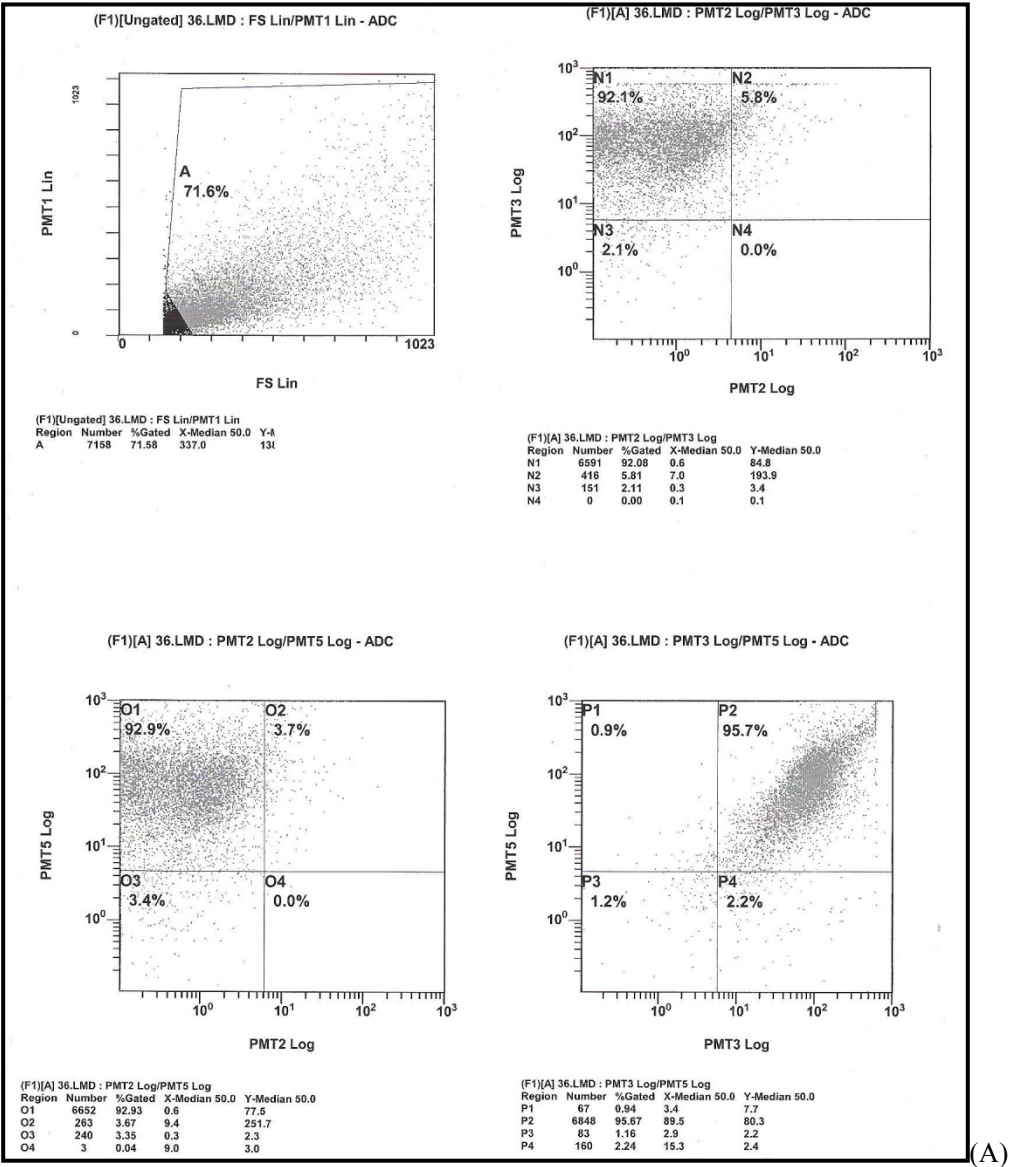 (F1)[Ungated] 36.LMD : FS Lin/PMT1 Lin - ADC
1023
A
71.6%
PMT1 Lin
0
0
1023
FS Lin
(F1)[Ungated] 36.LMD : FS Lin/PMT1 Lin
Region Number %Gated X-Median 50.0
A 7158 71.58 337.0
(F1)[A] 36.LMD : PMT2 Log/PMT3 Log - ADC
10³
N1
N2
92.1%
5.8%
10²
PMT3 Log
10¹
N3
N4
2.1%
0.0%
10⁰
10⁰ 10¹ 10² 10³
PMT2 Log
(F1)[A] 36.LMD : PMT2 Log/PMT3 Log
Region Number %Gated X-Median 50.0 Y-Median 50.0
N1 6591 92.08 0.6 84.8
N2 416 5.81 7.0 193.9
N3 151 2.11 0.3 3.4
N4 0 0.00 0.1 0.1
(F1)[A] 36.LMD : PMT2 Log/PMT5 Log - ADC
10³
O1
O2
92.9%
3.7%
10²
PMT5 Log
10¹
O3
O4
3.4%
0.0%
10⁰
10⁰ 10¹ 10² 10³
PMT2 Log
(F1)[A] 36.LMD : PMT2 Log/PMT5 Log
Region Number %Gated X-Median 50.0 Y-Median 50.0
O1 6652 92.93 0.6 77.5
O2 263 3.67 9.4 251.7
O3 240 3.35 0.3 2.3
O4 3 0.04 9.0 3.0
(F1)[A] 36.LMD : PMT3 Log/PMT5 Log - ADC
10³
P1
P2
0.9%
95.7%
10²
PMT5 Log
10¹
P3
P4
1.2%
2.2%
10⁰
10⁰ 10¹ 10² 10³
PMT3 Log
(F1)[A] 36.LMD : PMT3 Log/PMT5 Log
Region Number %Gated X-Median 50.0 Y-Median 50.0
P1 67 0.94 3.4 7.7
P2 6848 95.67 89.5 80.3
P3 83 1.16 2.9 2.2
P4 160 2.24 15.3 2.4
(A)